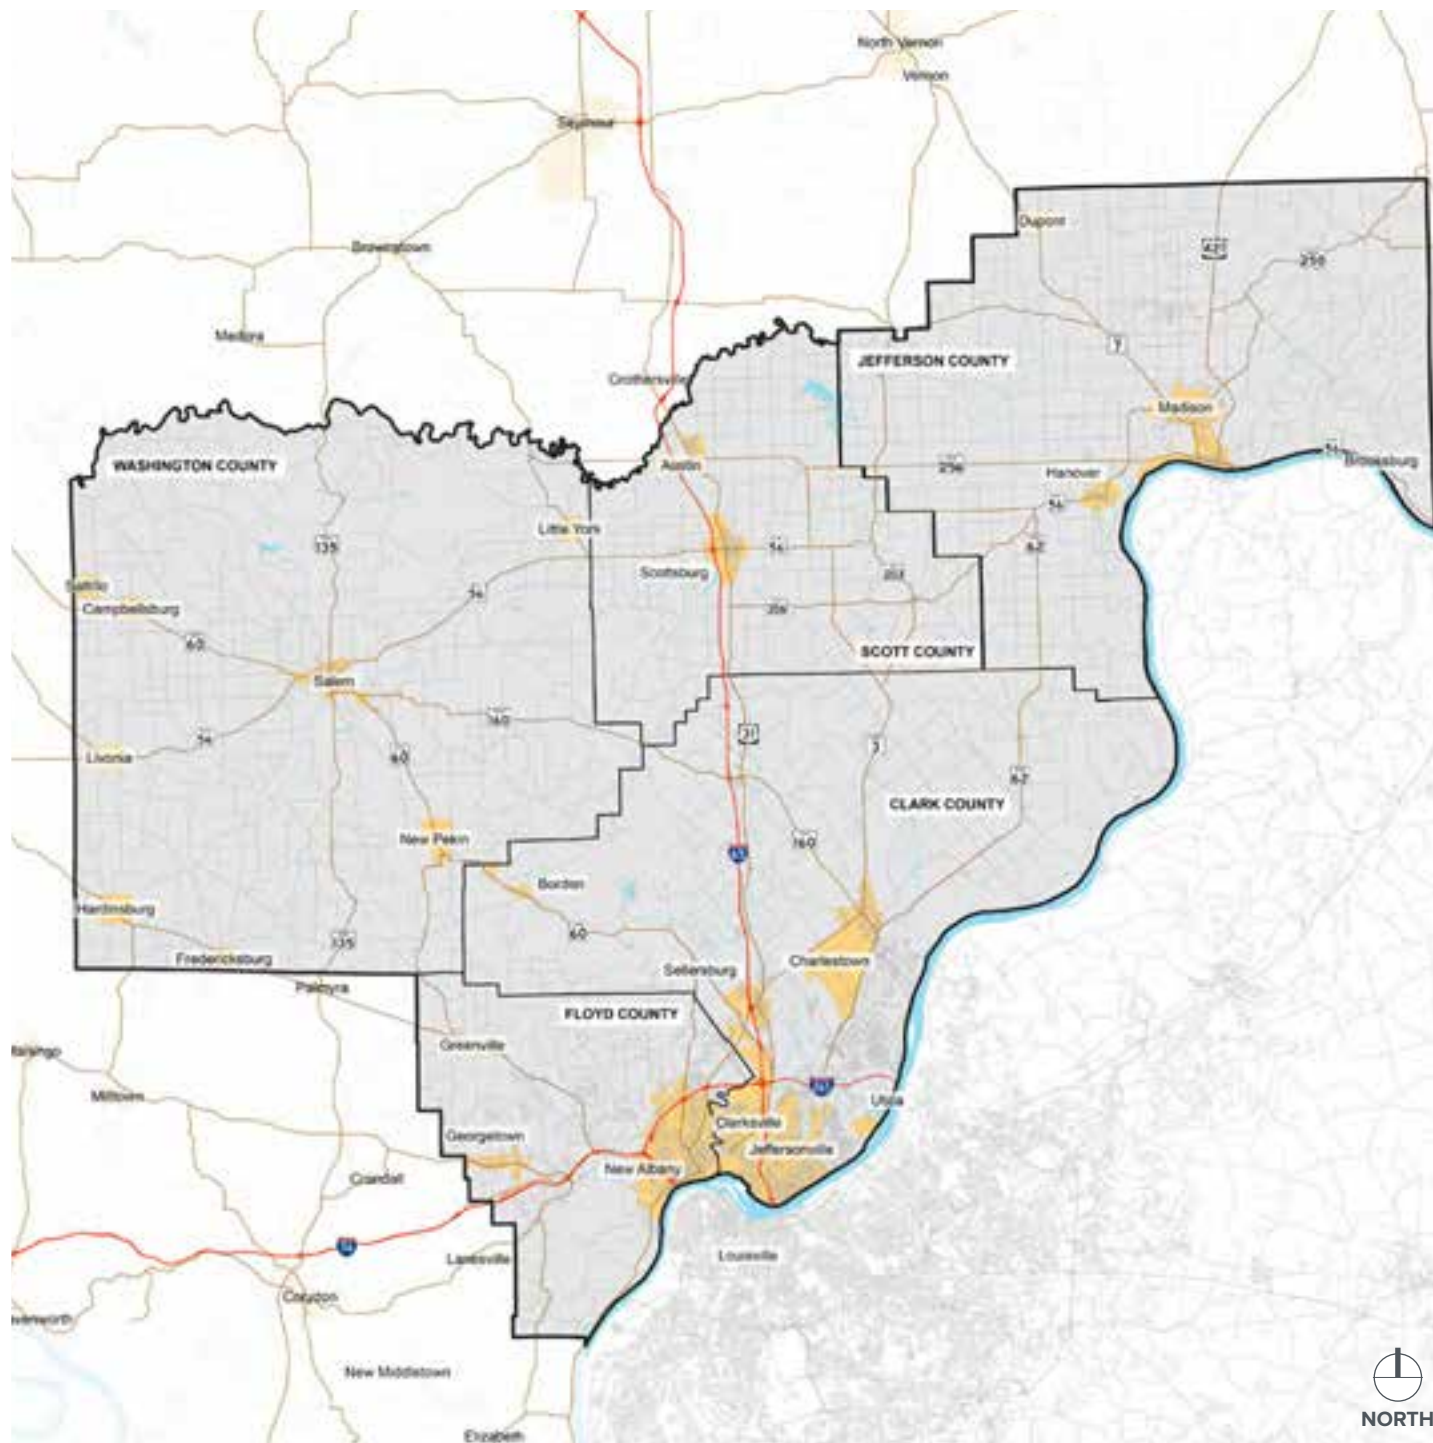 North Vernon
Vernon
Seymour
Dupont
Brownstown
421
250
Medora
7
JEFFERSON COUNTY
Crothersville
Madison
WASHINGTON COUNTY
Austin
256
Hanover
56
Brooksburg
56
Little York
135
56
62
Scottsburg
203
Saltillo
Campbellsburg
56
60
SCOTT COUNTY
Salem
160
31
3
56
60
Livonia
62
CLARK COUNTY
New Pekin
160
65
Borden
Hardinsburg
60
135
Fredericksburg
Sellersburg
Charlestown
Palmyra
FLOYD COUNTY
Greenville
Milltown
Utica
Clarksville
Georgetown
Jeffersonville
New Albany
Crandall
64
Lanesville
Louisville
Corydon
New Middletown
Elizabeth
NORTH